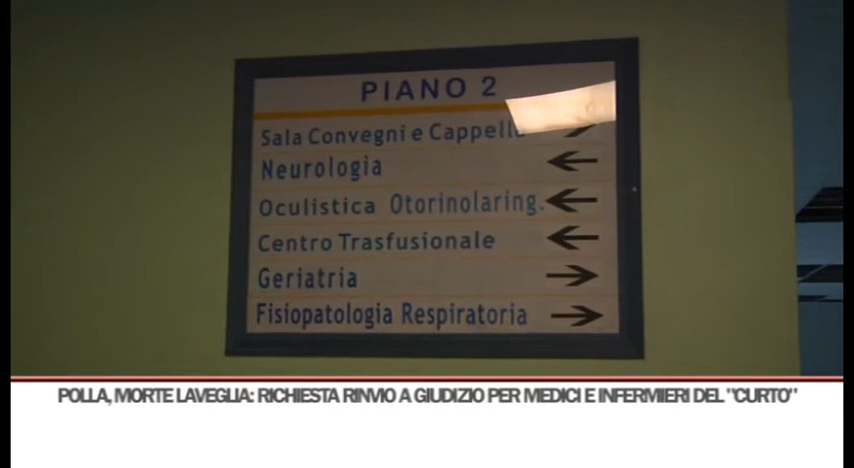 PIANO 2
Sala Convegni e Cappella
Neurologia
Oculistica Otorinolaring.
Centro Trasfusionale
Geriatria
Fisiopatologia Respiratoria
POLLA, MORTE LAVEGLIA: RICHIESTA RINVIO A GIUDIZIO PER MEDICI E INFERMIERI DEL "CURTO"